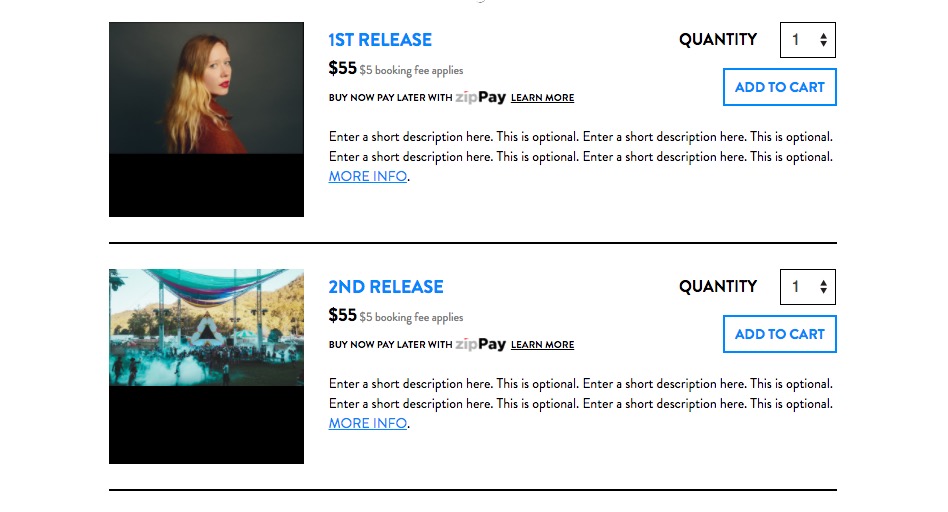 1ST RELEASE
QUANTITY 1
$55 $5 booking fee applies
ADD TO CART
BUY NOW PAY LATER WITH zipPay LEARN MORE
Enter a short description here. This is optional. Enter a short description here. This is optional.
Enter a short description here. This is optional. Enter a short description here. This is optional.
MORE INFO.
2ND RELEASE
QUANTITY 1
$55 $5 booking fee applies
ADD TO CART
BUY NOW PAY LATER WITH zipPay LEARN MORE
Enter a short description here. This is optional. Enter a short description here. This is optional.
Enter a short description here. This is optional. Enter a short description here. This is optional.
MORE INFO.